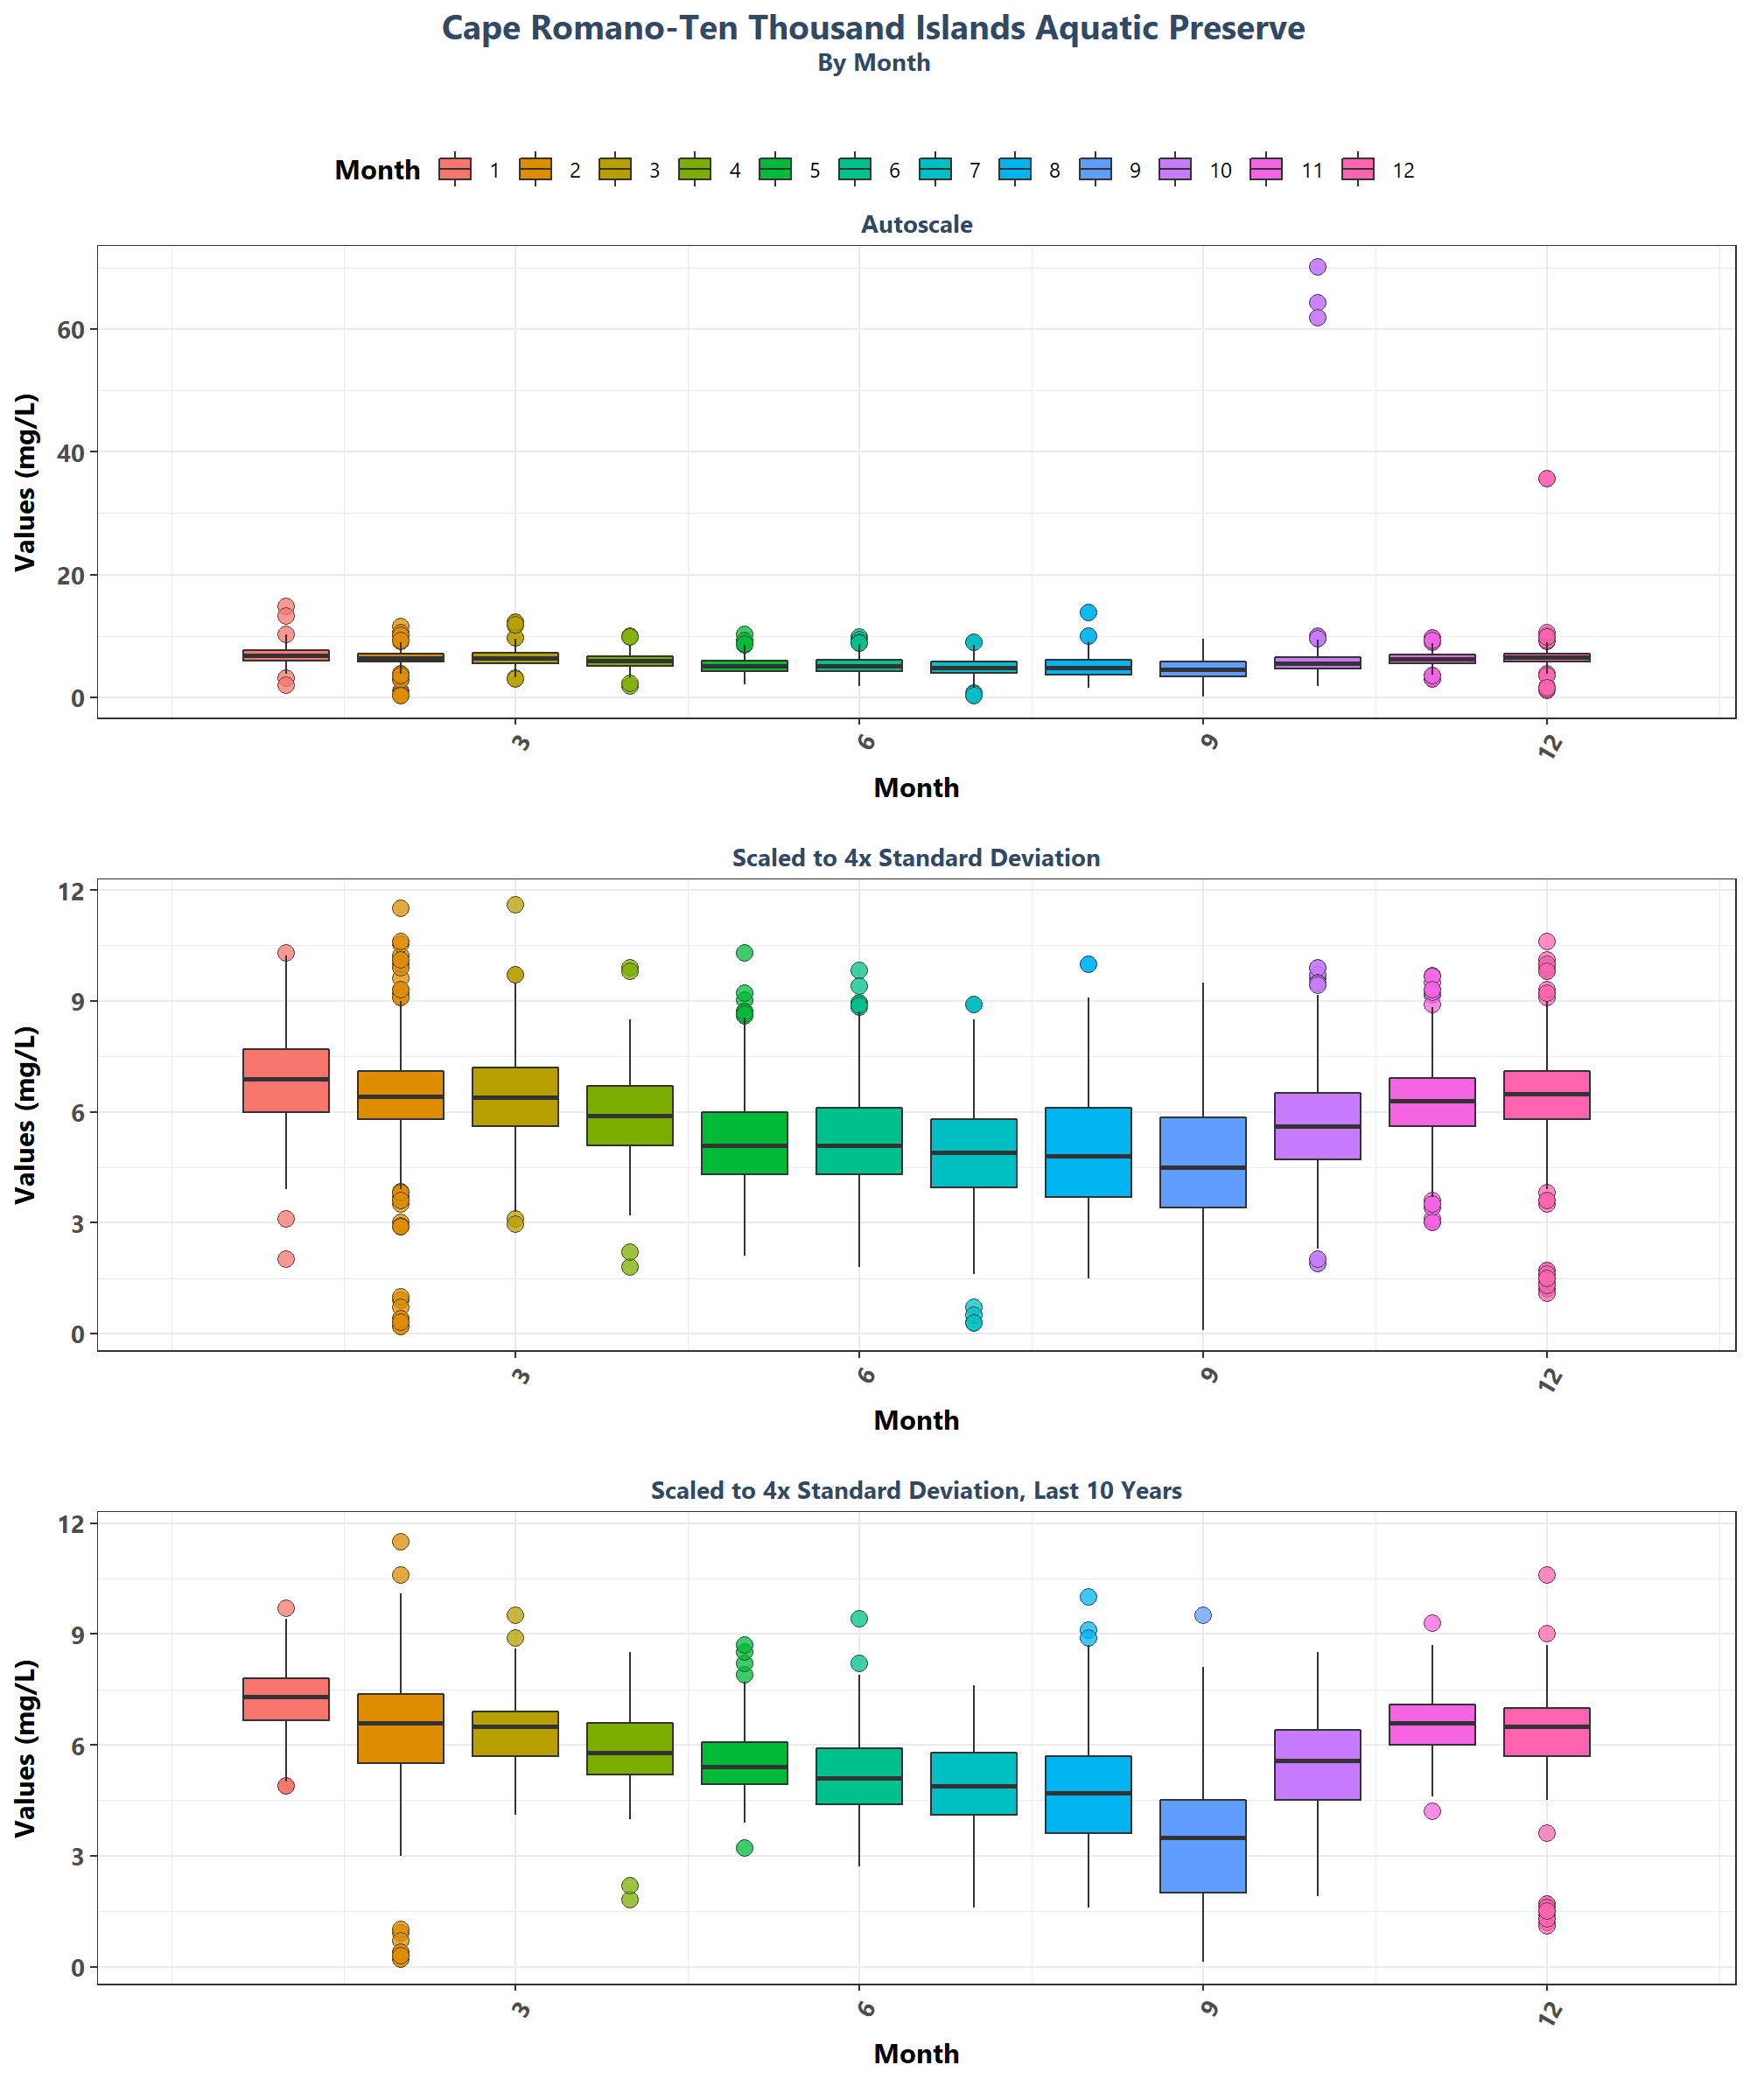 Cape Romano-Ten Thousand Islands Aquatic Preserve
By Month
Month 1 2 3 4 5 6 7 8 9 10 11 12
Autoscale
Values (mg/L)
60
40
20
0
3 6 9 12
Month
Scaled to 4x Standard Deviation
Values (mg/L)
12
9
6
3
0
3 6 9 12
Month
Scaled to 4x Standard Deviation, Last 10 Years
Values (mg/L)
12
9
6
3
0
3 6 9 12
Month